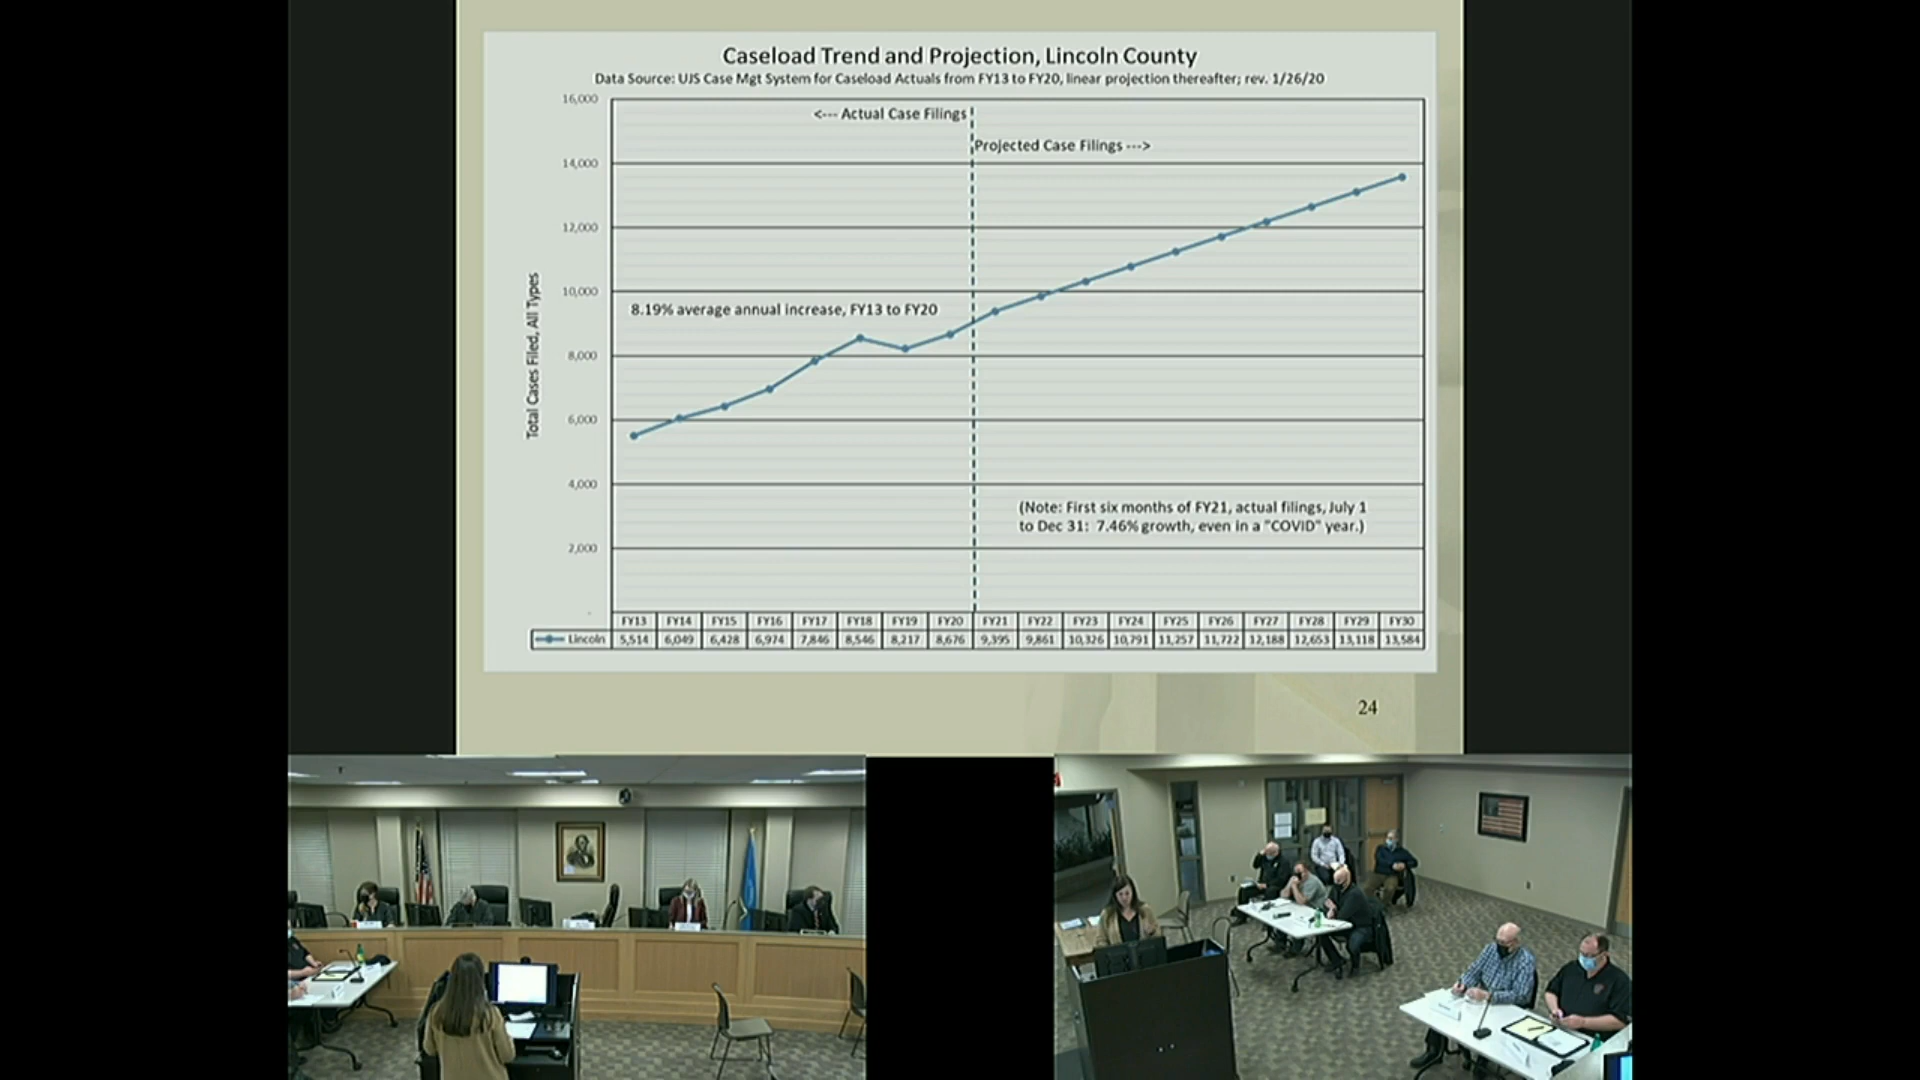 Caseload Trend and Projection, Lincoln County
Data Source: UJS Case Mgt System for Caseload Actuals from FY13 to FY20, linear projection thereafter; rev. 1/26/20
16,000
<--- Actual Case Filings
Projected Case Filings --->
14,000
12,000
10,000
8.19% average annual increase, FY13 to FY20
8,000
6,000
4,000
2,000
-
Total Cases Filed, All Types
(Note: First six months of FY21, actual filings, July 1
to Dec 31: 7.46% growth, even in a "COVID" year.)
FY13 FY14 FY15 FY16 FY17 FY18 FY19 FY20 FY21 FY22 FY23 FY24 FY25 FY26 FY27 FY28 FY29 FY30
Lincoln 5,514 6,049 6,428 6,974 7,846 8,546 8,217 8,676 9,395 9,861 10,326 10,791 11,257 11,722 12,188 12,653 13,118 13,584
24